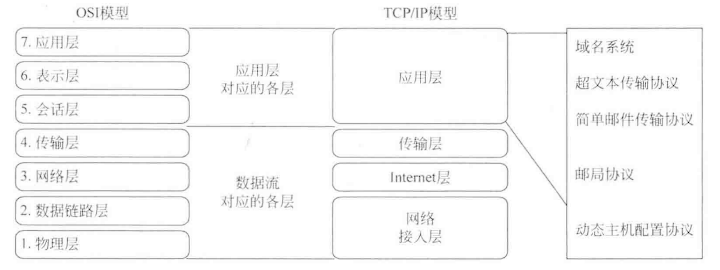 OSI模型
TCP/IP模型
7. 应用层
6. 表示层
5. 会话层
4. 传输层
3. 网络层
2. 数据链路层
1. 物理层
应用层
对应的各层
数据流
对应的各层
应用层
传输层
Internet层
网络
接入层
域名系统
超文本传输协议
简单邮件传输协议
邮局协议
动态主机配置协议